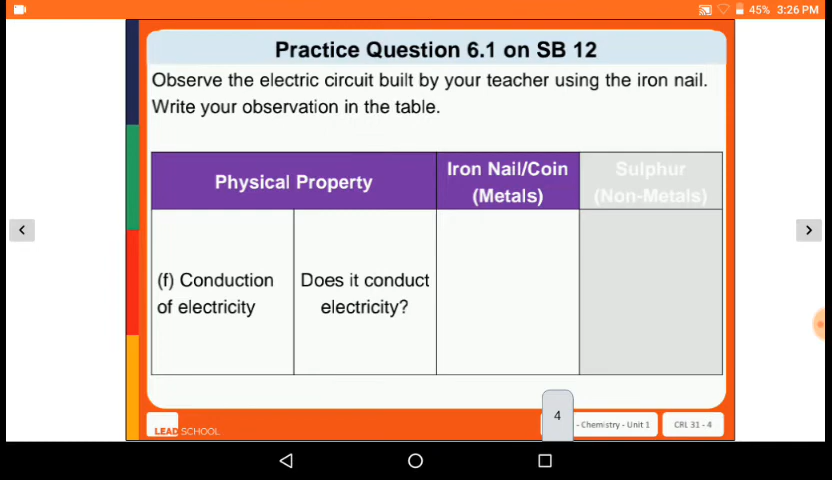 45% 3:26 PM
Practice Question 6.1 on SB 12
Observe the electric circuit built by your teacher using the iron nail.
Write your observation in the table.
Physical Property
Iron Nail/Coin
(Metals)
Sulphur
(Non-Metals)
(f) Conduction
of electricity
Does it conduct
electricity?
4
LEAD SCHOOL
- Chemistry - Unit 1
CRL 31 - 4